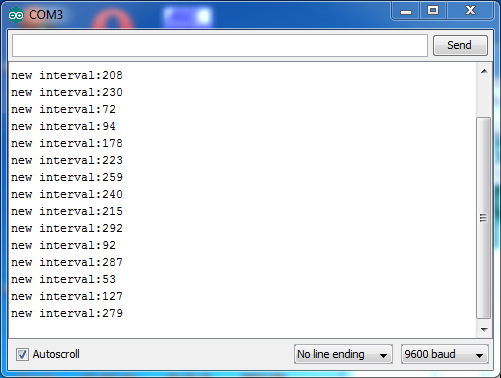 COM3
Send
new interval:208
new interval:230
new interval:72
new interval:94
new interval:178
new interval:223
new interval:259
new interval:240
new interval:215
new interval:292
new interval:92
new interval:287
new interval:53
new interval:127
new interval:279
Autoscroll
No line ending
9600 baud